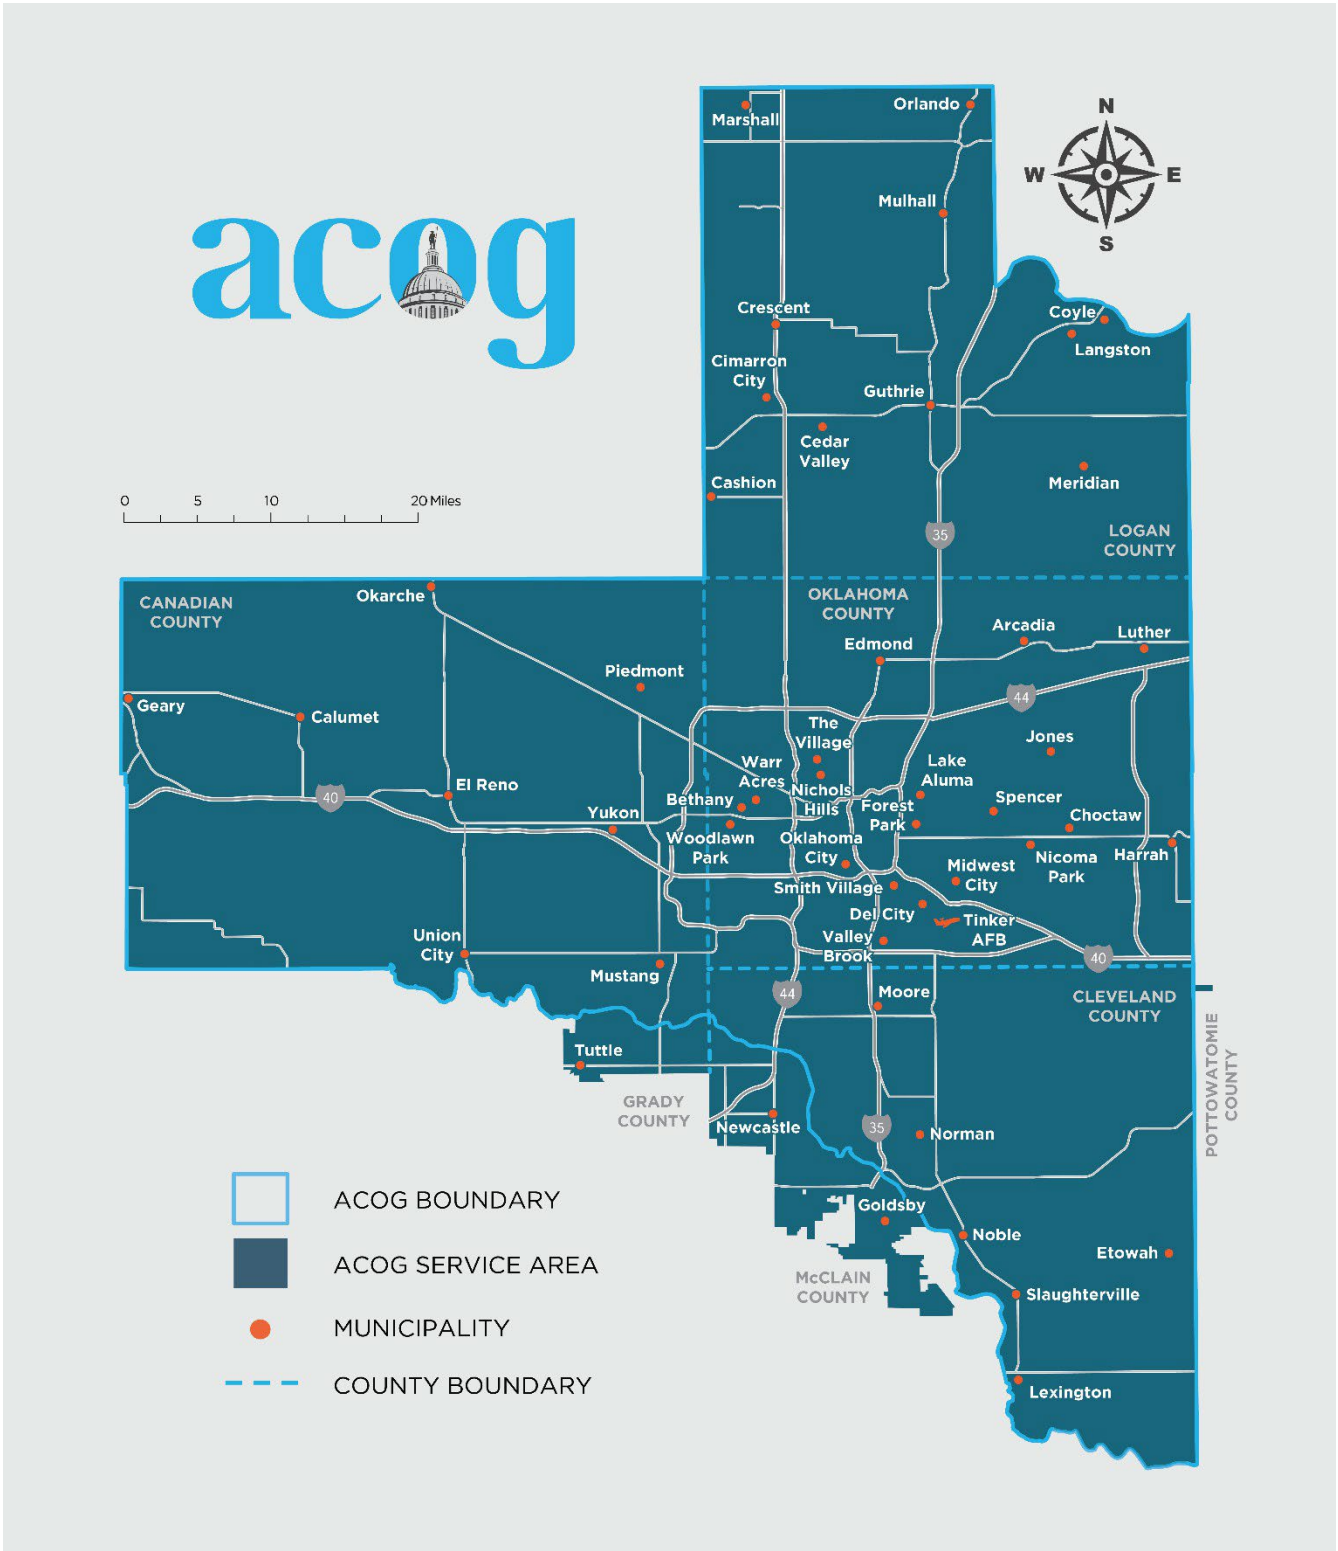 Marshall
Orlando
N
W
E
S
Mulhall
acog
Crescent
Coyle
Langston
Cimarron
City
Guthrie
Cedar
Valley
Cashion
Meridian
0
5
10
20 Miles
35
LOGAN
COUNTY
CANADIAN
COUNTY
Okarche
OKLAHOMA
COUNTY
Arcadia
Luther
Edmond
Piedmont
44
Geary
Calumet
The
Village
Jones
Warr
Acres
Lake
Aluma
El Reno
40
Bethany
Nichols
Hills
Forest
Park
Spencer
Choctaw
Yukon
Woodlawn
Park
Oklahoma
City
Nicoma
Park
Harrah
Midwest
City
Smith Village
Del City
Tinker
AFB
Union
City
Valley
Brook
40
Mustang
44
Moore
CLEVELAND
COUNTY
POTTOWATOMIE
COUNTY
Tuttle
GRADY
COUNTY
Newcastle
35
Norman
ACOG BOUNDARY
Goldsby
Noble
Etowah
ACOG SERVICE AREA
McCLAIN
COUNTY
Slaughterville
MUNICIPALITY
COUNTY BOUNDARY
Lexington